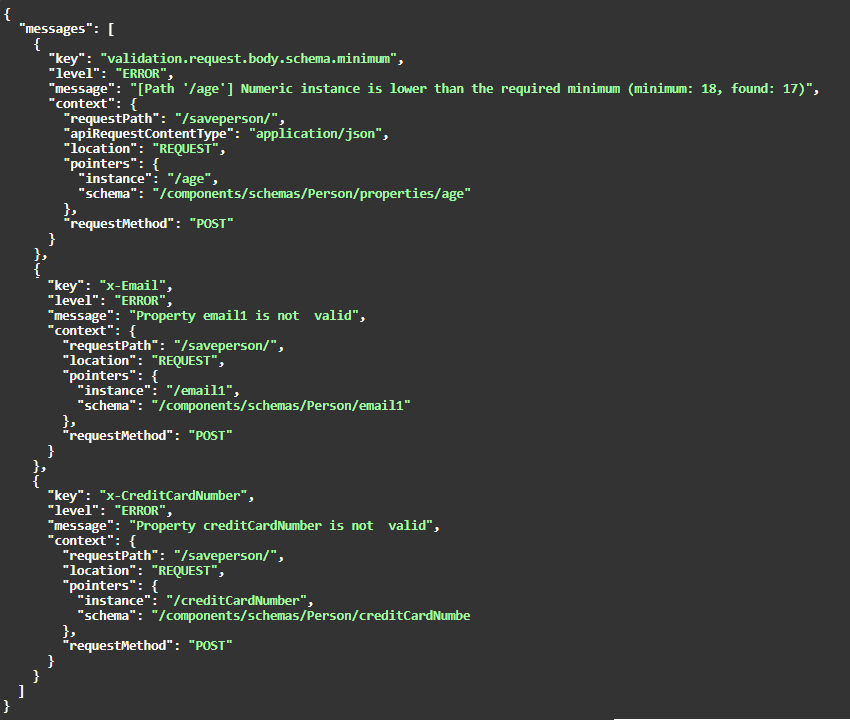 {
  "messages": [
    {
      "key": "validation.request.body.schema.minimum",
      "level": "ERROR",
      "message": "[Path '/age'] Numeric instance is lower than the required minimum (minimum: 18, found: 17)",
      "context": {
        "requestPath": "/saveperson/",
        "apiRequestContentType": "application/json",
        "location": "REQUEST",
        "pointers": {
          "instance": "/age",
          "schema": "/components/schemas/Person/properties/age"
        },
        "requestMethod": "POST"
      }
    },
    {
      "key": "x-Email",
      "level": "ERROR",
      "message": "Property email1 is not  valid",
      "context": {
        "requestPath": "/saveperson/",
        "location": "REQUEST",
        "pointers": {
          "instance": "/email1",
          "schema": "/components/schemas/Person/email1"
        },
        "requestMethod": "POST"
      }
    },
    {
      "key": "x-CreditCardNumber",
      "level": "ERROR",
      "message": "Property creditCardNumber is not  valid",
      "context": {
        "requestPath": "/saveperson/",
        "location": "REQUEST",
        "pointers": {
          "instance": "/creditCardNumber",
          "schema": "/components/schemas/Person/creditCardNumbe
        },
        "requestMethod": "POST"
      }
    }
  ]
}